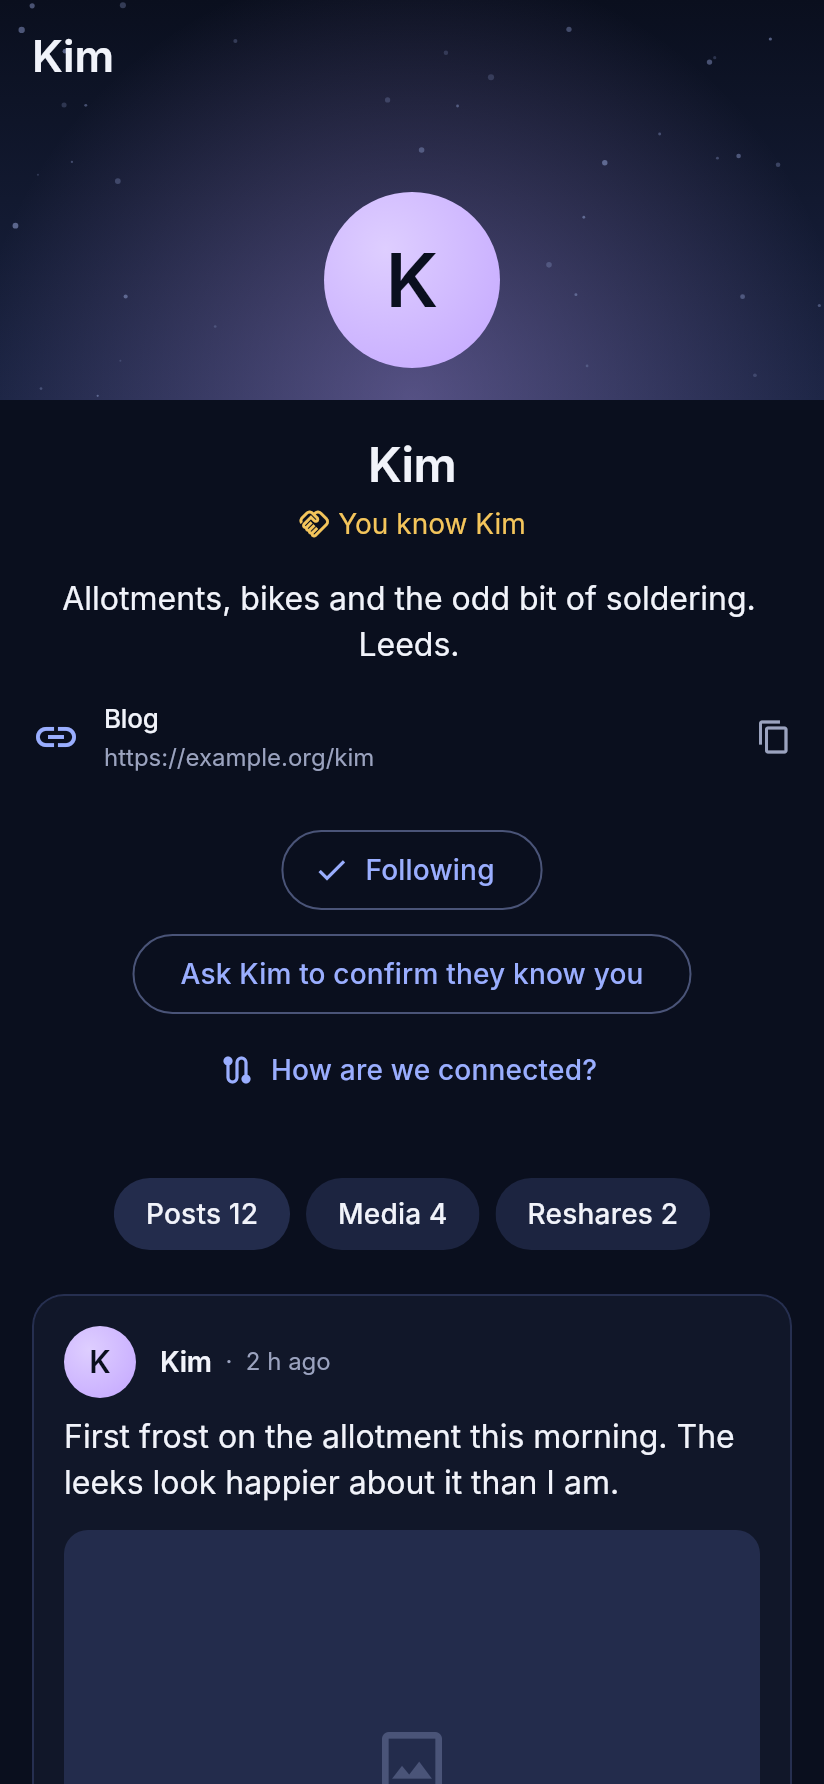 Kim
K
Kim
You know Kim
Allotments, bikes and the odd bit of soldering.
Leeds.
Blog
https://example.org/kim
Following
Ask Kim to confirm they know you
How are we connected?
Posts 12
Media 4
Reshares 2
K
Kim · 2 h ago
First frost on the allotment this morning. The
leeks look happier about it than I am.